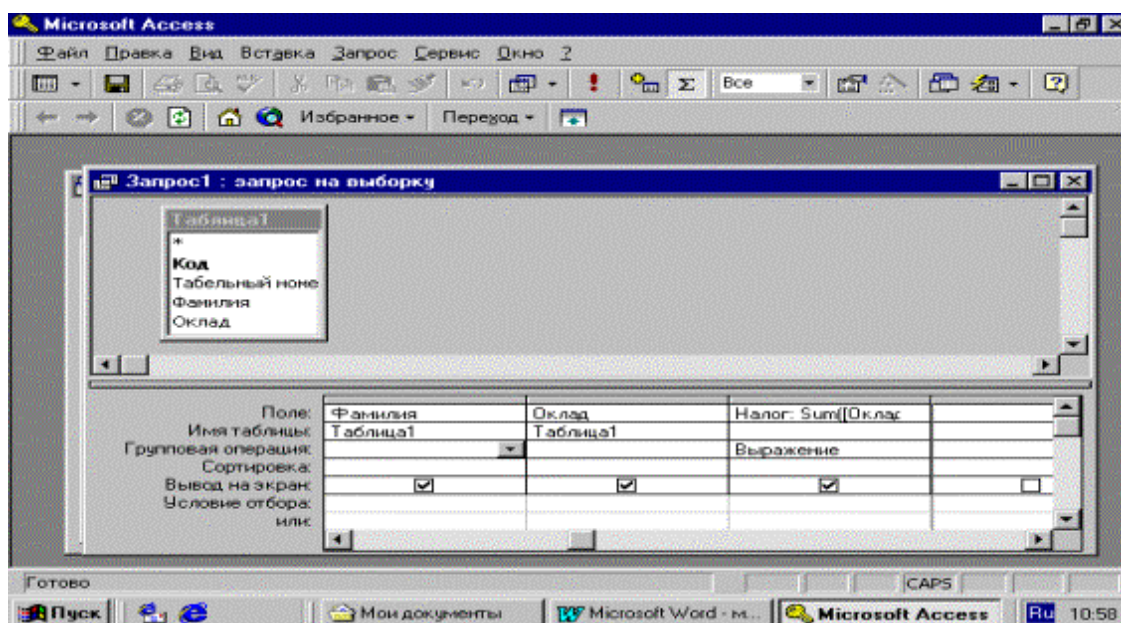 Microsoft Access
Файл Правка Вид Вставка Запрос Сервис Окно ?
Все
Избранное Переход
Запрос1 : запрос на выборку
Таблица1
*
Код
Табельный номе
Фамилия
Оклад
Поле: Фамилия Оклад Налог: Sum([Оклад
Имя таблицы: Таблица1 Таблица1
Групповая операция: Выражение
Сортировка:
Вывод на экран:
Условие отбора:
или:
Готово CAPS
Пуск Мои документы Microsoft Word - м... Microsoft Access Ru 10:58